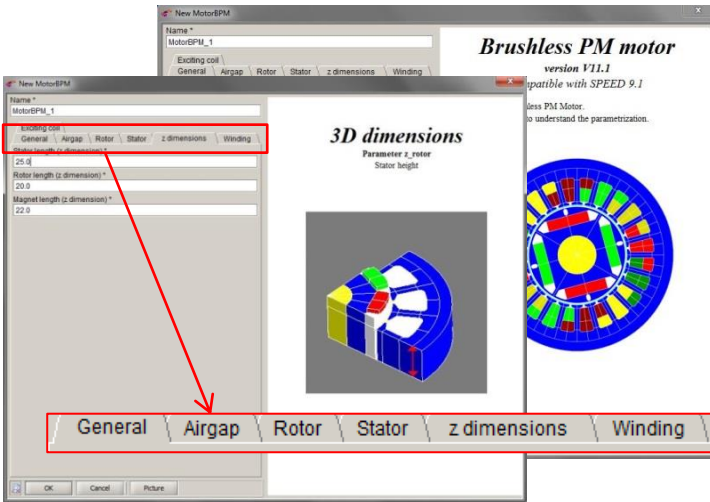 New MotorBPM
Name *
MotorBPM_1
Exciting coil
General Airgap Rotor Stator z dimensions Winding
Brushless PM motor
version V11.1
patible with SPEED 9.1
less PM Motor.
to understand the parametrization.
New MotorBPM
Name *
MotorBPM_1
Exciting coil
General Airgap Rotor Stator z dimensions Winding
Stator length (z dimension) *
25.0
Rotor length (z dimension) *
20.0
Magnet length (z dimension) *
22.0
3D dimensions
Parameter z_rotor
Stator height
General Airgap Rotor Stator z dimensions Winding
OK Cancel Picture